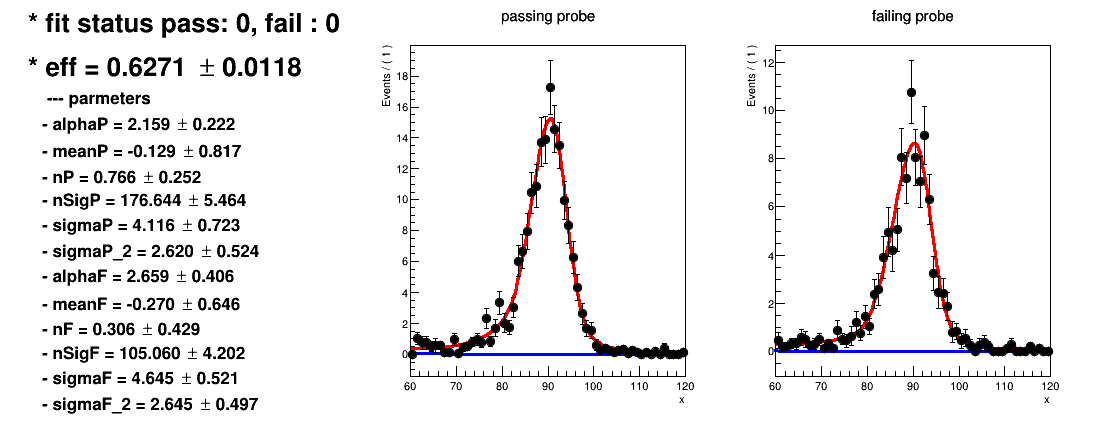 * fit status pass: 0, fail : 0
* eff = 0.6271 ± 0.0118
--- parmeters
- alphaP = 2.159 ± 0.222
- meanP = -0.129 ± 0.817
- nP = 0.766 ± 0.252
- nSigP = 176.644 ± 5.464
- sigmaP = 4.116 ± 0.723
- sigmaP_2 = 2.620 ± 0.524
- alphaF = 2.659 ± 0.406
- meanF = -0.270 ± 0.646
- nF = 0.306 ± 0.429
- nSigF = 105.060 ± 4.202
- sigmaF = 4.645 ± 0.521
- sigmaF_2 = 2.645 ± 0.497
passing probe
Events / ( 1 )
18
16
14
12
10
8
6
4
2
0
60 70 80 90 100 110 120
x
failing probe
Events / ( 1 )
12
10
8
6
4
2
0
60 70 80 90 100 110 120
x